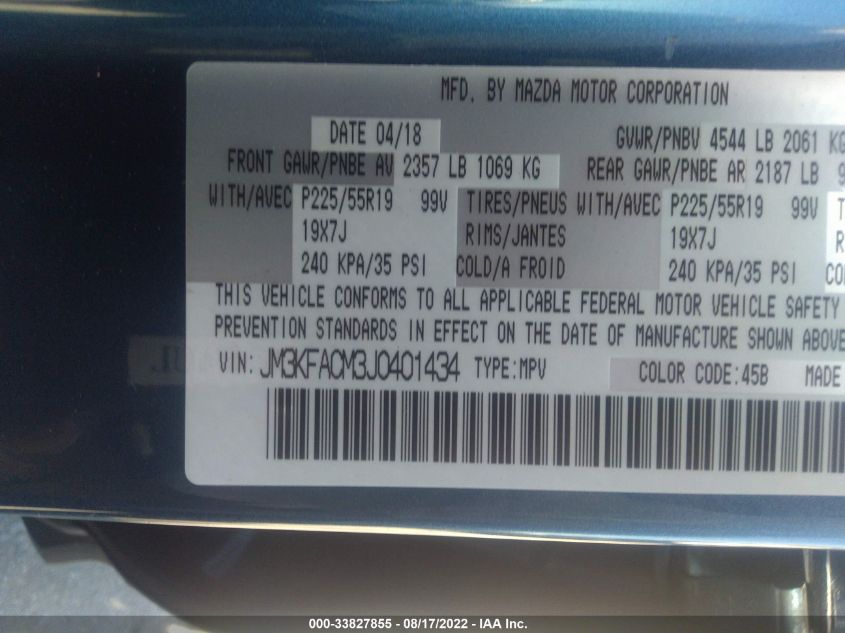 MFD. BY MAZDA MOTOR CORPORATION
DATE 04/18 GVWR/PNBV 4544 LB 2061 KG
FRONT GAWR/PNBE AV 2357 LB 1069 KG REAR GAWR/PNBE AR 2187 LB 9
WITH/AVEC P225/55R19 99V TIRES/PNEUS WITH/AVEC P225/55R19 99V T
19X7J RIMS/JANTES 19X7J R
240 KPA/35 PSI COLD/A FROID 240 KPA/35 PSI CO
THIS VEHICLE CONFORMS TO ALL APPLICABLE FEDERAL MOTOR VEHICLE SAFETY
PREVENTION STANDARDS IN EFFECT ON THE DATE OF MANUFACTURE SHOWN ABOVE
VIN: JM3KFACM3J0401434 TYPE:MPV COLOR CODE:45B MADE
000-33827855 - 08/17/2022 - IAA Inc.